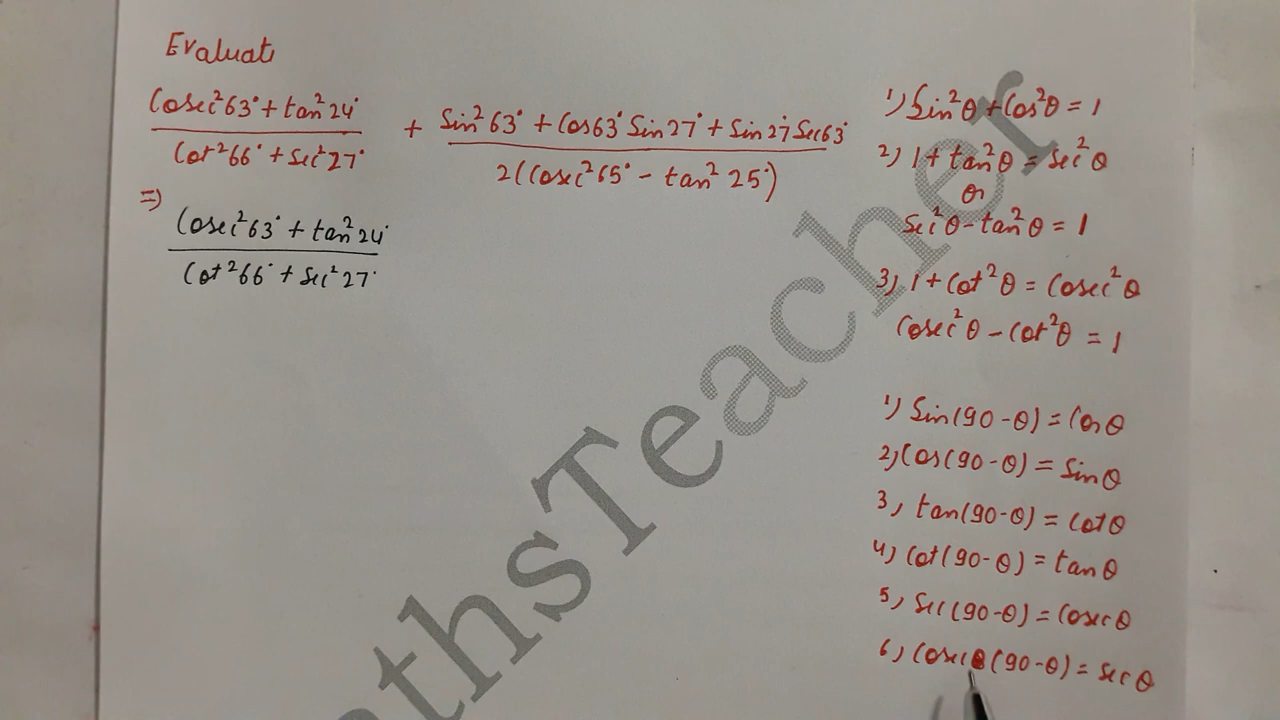 Evaluat
Cosec²63° + tan²24° / Cot²66° + Sec²27° + Sin²63° + Cos63° Sin27° + Sin27° Sec63° / 2(Cosec²65° - tan²25°)
=> Cosec²63° + tan²24° / Cot²66° + Sec²27°
1) Sin²θ + Cos²θ = 1
2) 1 + tan²θ = Sec²θ
or
Sec²θ - tan²θ = 1
3) 1 + Cot²θ = Cosec²θ
Cosec²θ - Cot²θ = 1
1) Sin(90 - θ) = Cosθ
2) Cos(90 - θ) = Sinθ
3) tan(90 - θ) = Cotθ
4) Cot(90 - θ) = tanθ
5) Sec(90 - θ) = Cosecθ
6) Cosec(90 - θ) = Secθ
thsTeacher